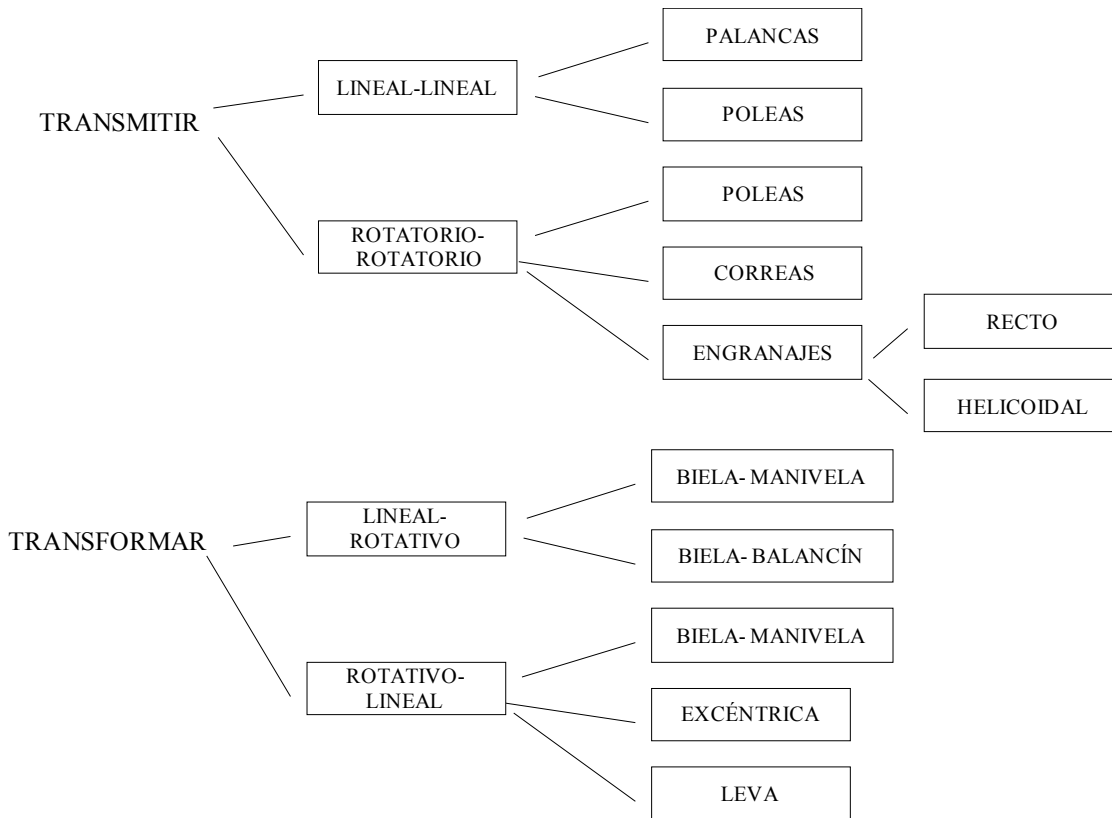 TRANSMITIR
LINEAL-LINEAL
PALANCAS
POLEAS
ROTATORIO-
ROTATORIO
POLEAS
CORREAS
ENGRANAJES
RECTO
HELICOIDAL
TRANSFORMAR
LINEAL-
ROTATIVO
BIELA- MANIVELA
BIELA- BALANCÍN
ROTATIVO-
LINEAL
BIELA- MANIVELA
EXCÉNTRICA
LEVA